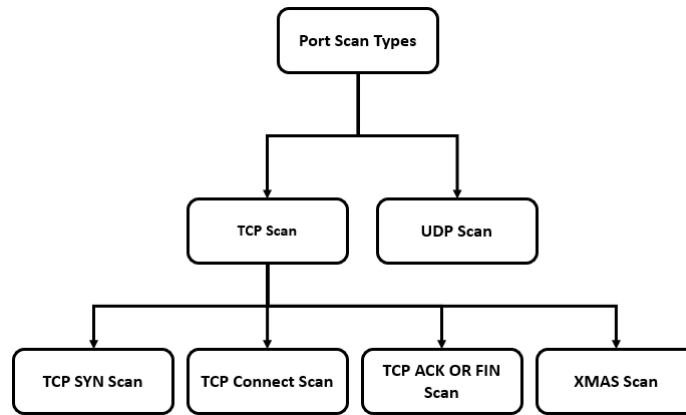 Port Scan Types
TCP Scan
UDP Scan
TCP SYN Scan
TCP Connect Scan
TCP ACK OR FIN
Scan
XMAS Scan